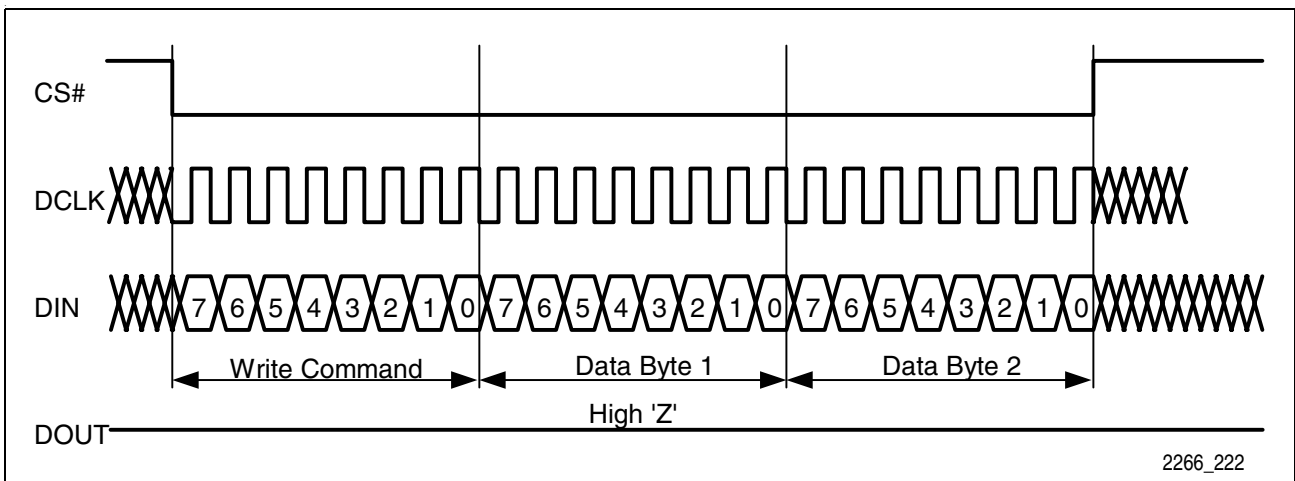 CS#
DCLK
DIN 7 6 5 4 3 2 1 0 7 6 5 4 3 2 1 0 7 6 5 4 3 2 1 0
Write Command Data Byte 1 Data Byte 2
High 'Z'
DOUT
2266_222